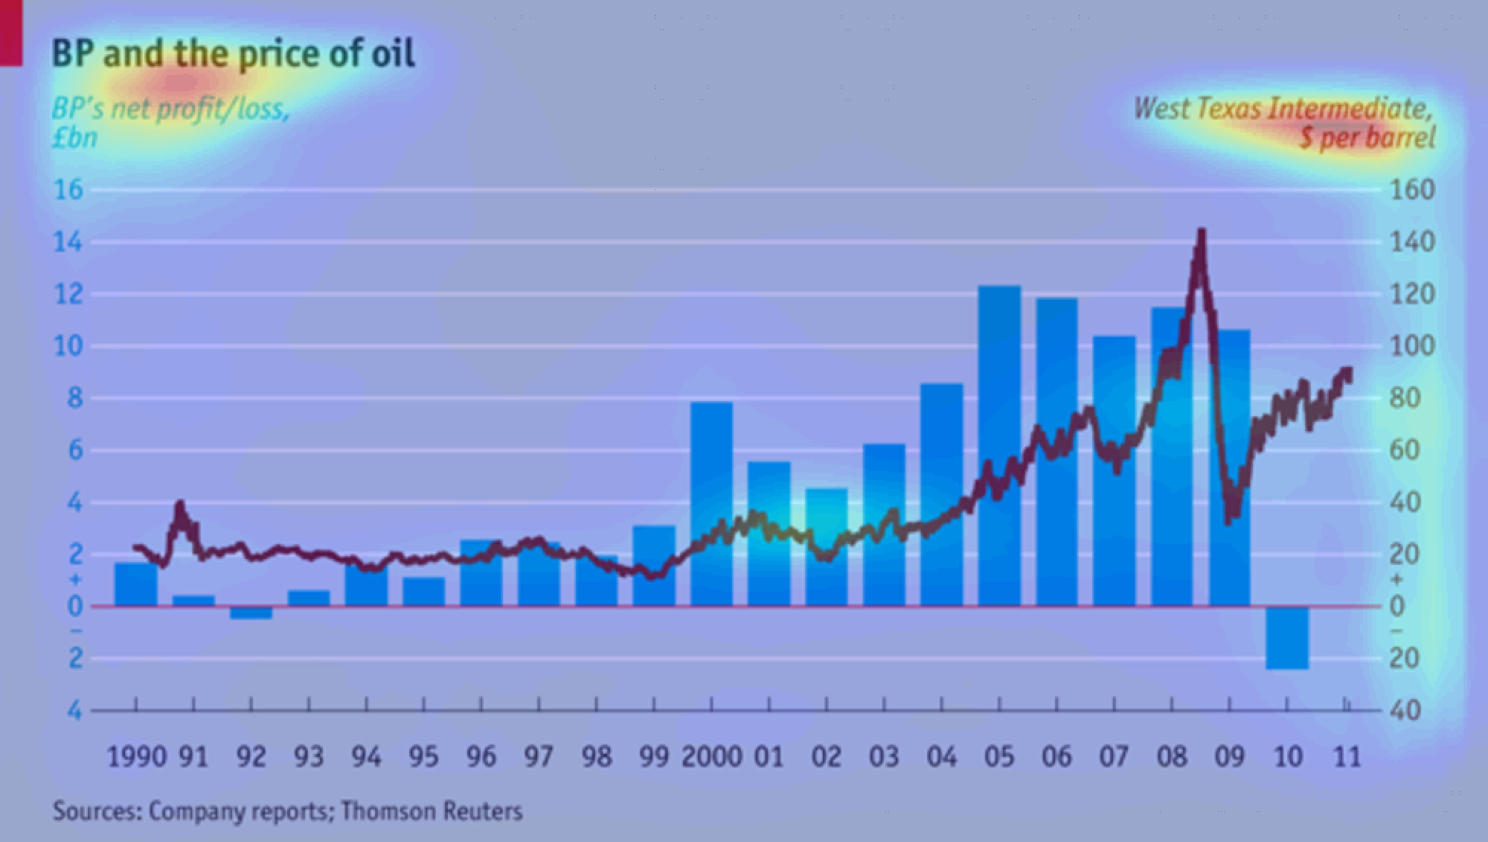 BP and the price of oil
BP's net profit/loss,
£bn
West Texas Intermediate,
$ per barrel
16 160
14 140
12 120
10 100
8 80
6 60
4 40
2 20
+ +
0 0
– –
2 20
4 40
1990 91 92 93 94 95 96 97 98 99 2000 01 02 03 04 05 06 07 08 09 10 11
Sources: Company reports; Thomson Reuters